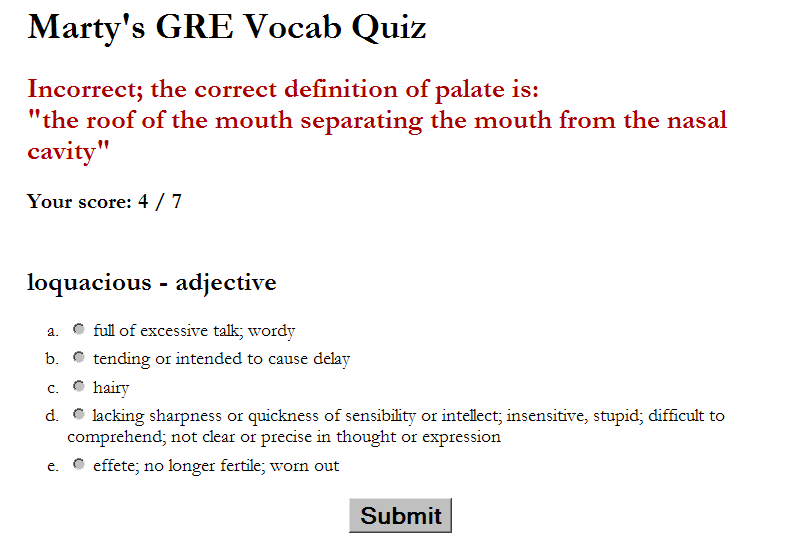 Marty's GRE Vocab Quiz
Incorrect; the correct definition of palate is:
"the roof of the mouth separating the mouth from the nasal
cavity"
Your score: 4 / 7
loquacious - adjective
a. full of excessive talk; wordy
b. tending or intended to cause delay
c. hairy
d. lacking sharpness or quickness of sensibility or intellect; insensitive, stupid; difficult to
comprehend; not clear or precise in thought or expression
e. effete; no longer fertile; worn out
Submit